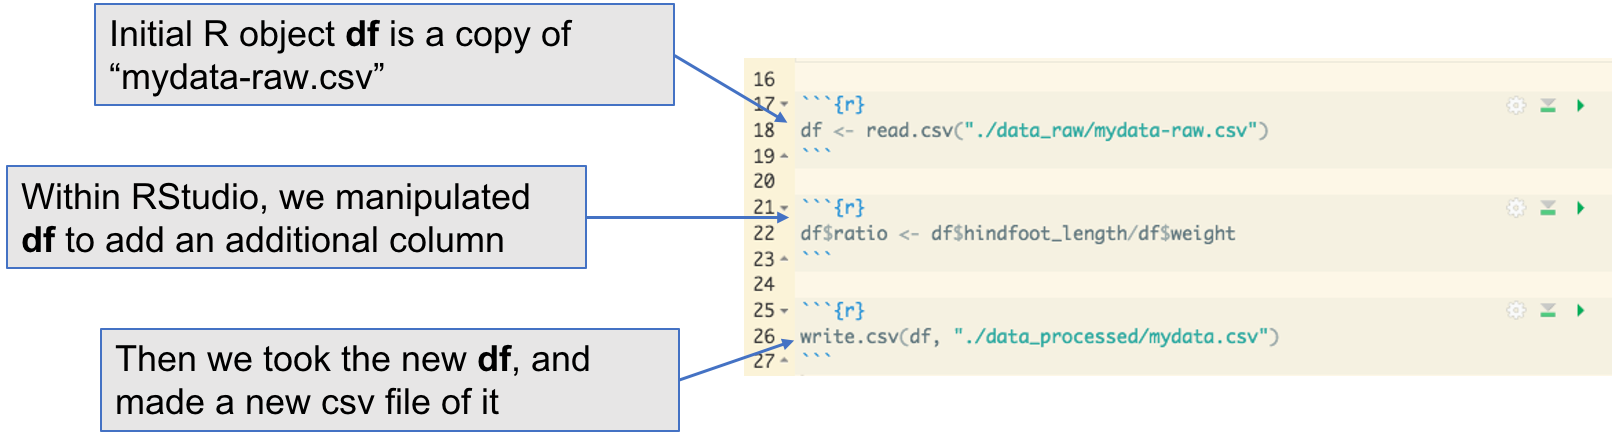 Initial R object df is a copy of
“mydata-raw.csv”
Within RStudio, we manipulated
df to add an additional column
Then we took the new df, and
made a new csv file of it
16
17 ```{r}
18 df <- read.csv("./data_raw/mydata-raw.csv")
19 ```
20
21 ```{r}
22 df$ratio <- df$hindfoot_length/df$weight
23 ```
24
25 ```{r}
26 write.csv(df, "./data_processed/mydata.csv")
27 ```